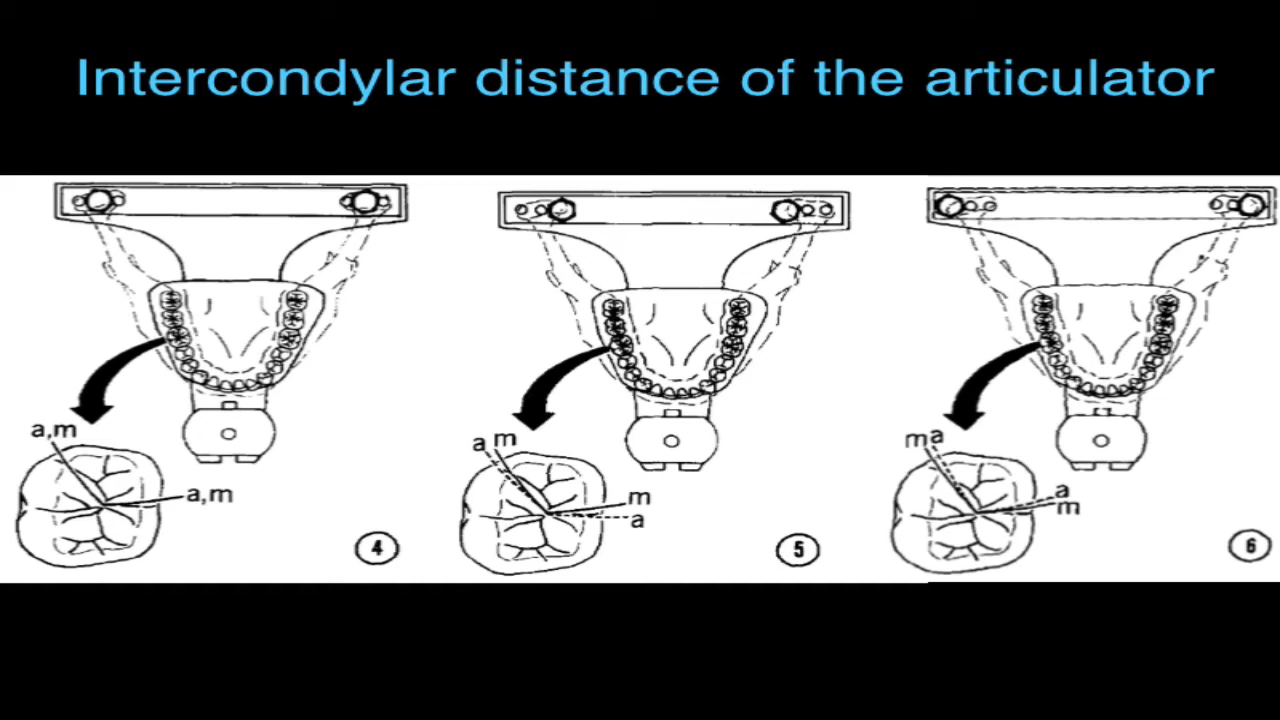 Intercondylar distance of the articulator
a,m
a,m
4
a m
m
a
5
m a
a
m
6